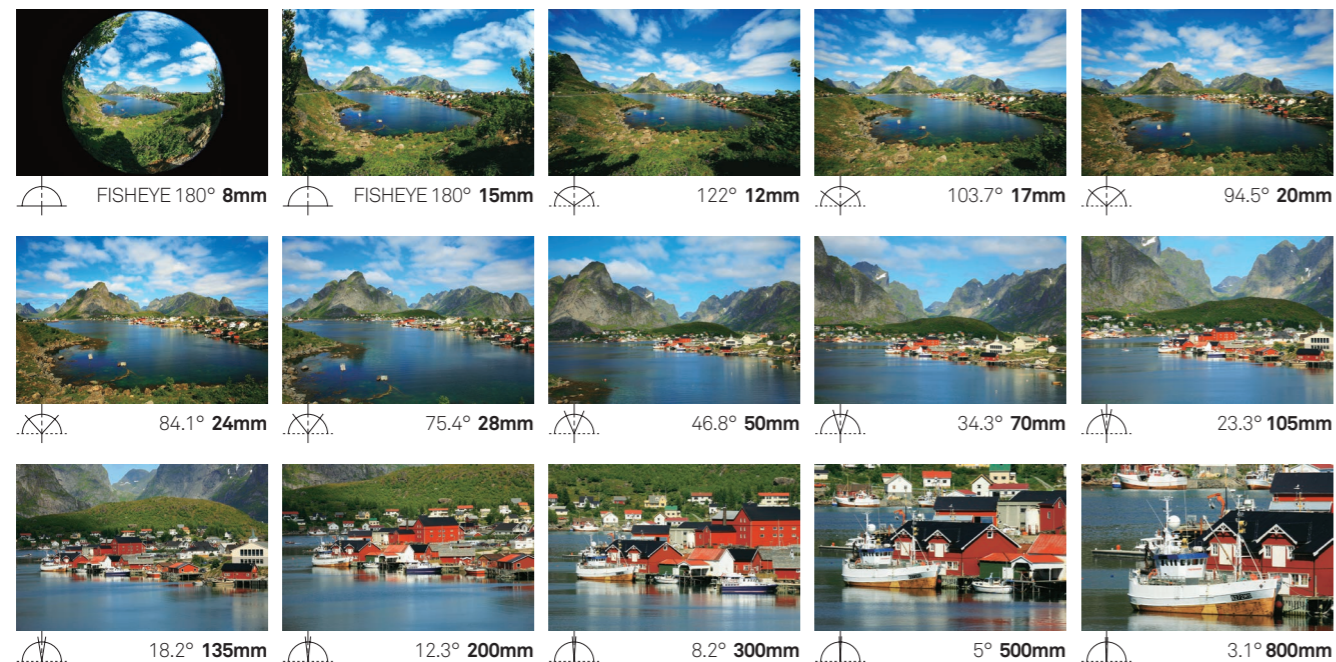 FISHEYE 180° 8mm
FISHEYE 180° 15mm
122° 12mm
103.7° 17mm
94.5° 20mm
84.1° 24mm
75.4° 28mm
46.8° 50mm
34.3° 70mm
23.3° 105mm
18.2° 135mm
12.3° 200mm
8.2° 300mm
5° 500mm
3.1° 800mm